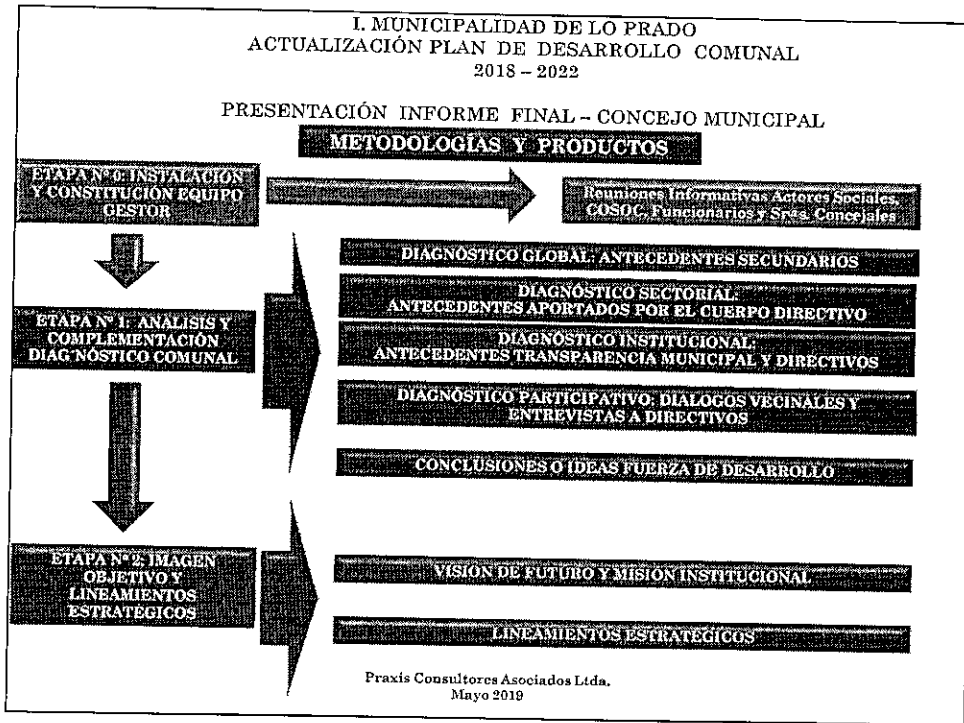 I. MUNICIPALIDAD DE LO PRADO
ACTUALIZACIÓN PLAN DE DESARROLLO COMUNAL
2018 – 2022
PRESENTACIÓN INFORME FINAL – CONCEJO MUNICIPAL
METODOLOGÍAS Y PRODUCTOS
ETAPA Nº 0: INSTALACIÓN
Y CONSTITUCIÓN EQUIPO
GESTOR
Reuniones Informativas Actores Sociales,
COSOC, Funcionarios y Sras. Concejales
DIAGNÓSTICO GLOBAL: ANTECEDENTES SECUNDARIOS
DIAGNÓSTICO SECTORIAL:
ANTECEDENTES APORTADOS POR EL CUERPO DIRECTIVO
ETAPA Nº 1: ANÁLISIS Y
COMPLEMENTACIÓN
DIAG´NÓSTICO COMUNAL
DIAGNÓSTICO INSTITUCIONAL:
ANTECEDENTES TRANSPARENCIA MUNICIPAL Y DIRECTIVOS
DIAGNÓSTICO PARTICIPATIVO: DIÁLOGOS VECINALES Y
ENTREVISTAS A DIRECTIVOS
CONCLUSIONES O IDEAS FUERZA DE DESARROLLO
ETAPA Nº 2: IMAGEN
OBJETIVO Y
LINEAMIENTOS
ESTRATÉGICOS
VISIÓN DE FUTURO Y MISIÓN INSTITUCIONAL
LINEAMIENTOS ESTRATÉGICOS
Praxis Consultores Asociados Ltda.
Mayo 2019